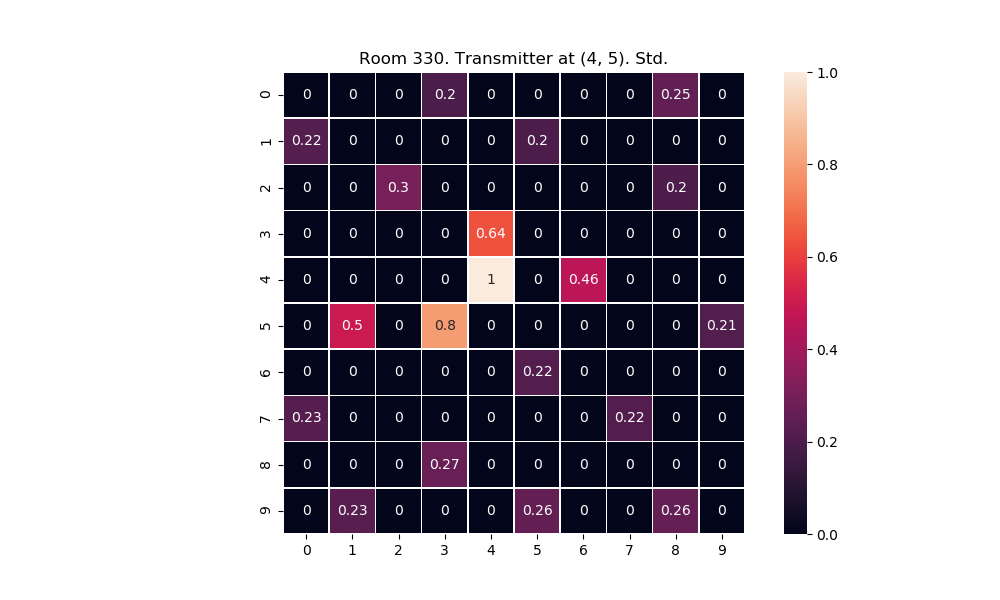 Room 330. Transmitter at (4, 5). Std.
0 0 0 0 0.2 0 0 0 0 0.25 0
1 0.22 0 0 0 0 0.2 0 0 0 0
2 0 0 0.3 0 0 0 0 0 0.2 0
3 0 0 0 0 0.64 0 0 0 0 0
4 0 0 0 0 1 0 0.46 0 0 0
5 0 0.5 0 0.8 0 0 0 0 0 0.21
6 0 0 0 0 0 0.22 0 0 0 0
7 0.23 0 0 0 0 0 0 0.22 0 0
8 0 0 0 0.27 0 0 0 0 0 0
9 0 0.23 0 0 0 0.26 0 0 0.26 0
0 1 2 3 4 5 6 7 8 9
1.0
0.8
0.6
0.4
0.2
0.0